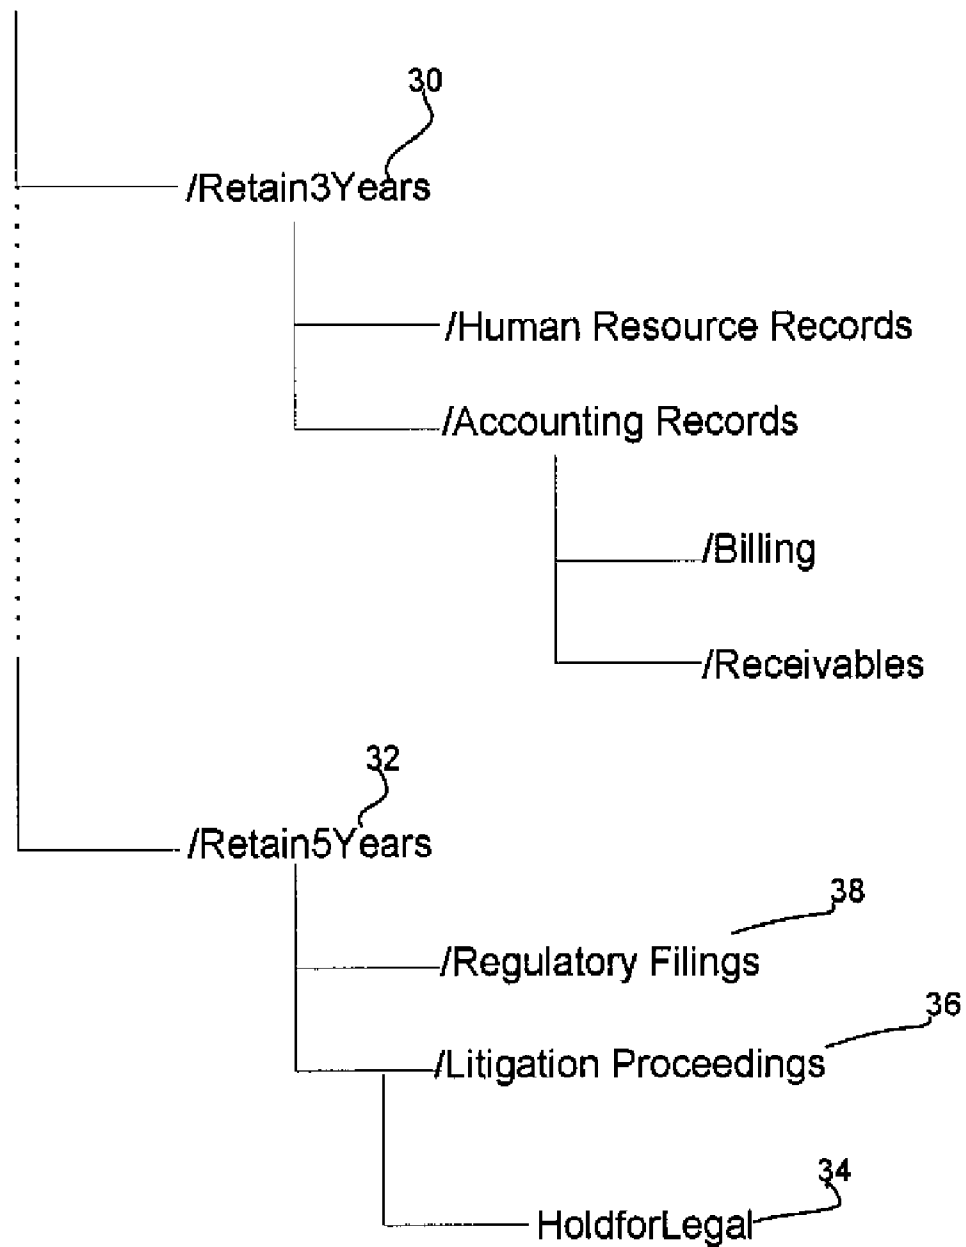 30
/Retain3Years
/Human Resource Records
/Accounting Records
/Billing
/Receivables
32
/Retain5Years
38
/Regulatory Filings
36
/Litigation Proceedings
34
HoldforLegal